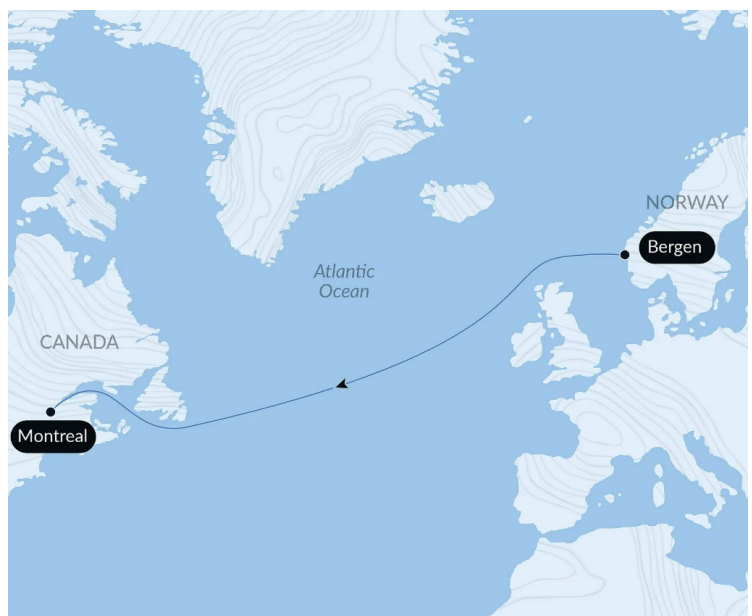 NORWAY
Bergen
Atlantic
Ocean
CANADA
Montreal